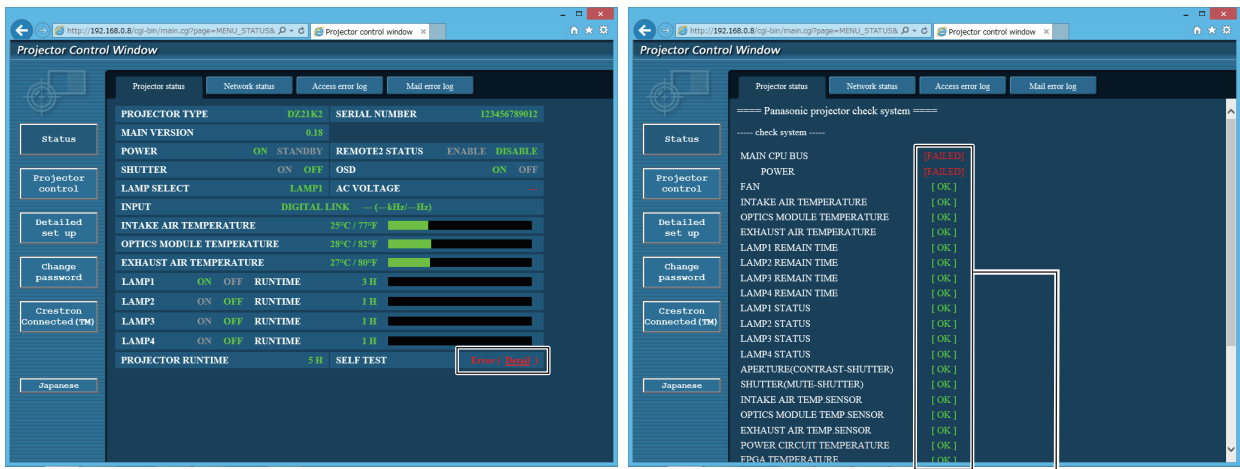 http://192.168.0.8/cgi-bin/main.cgi?page=MENU_STATUS&
Projector control window
Projector Control Window
Projector status Network status Access error log Mail error log
Status
Projector control
Detailed set up
Change password
Crestron Connected(TM)
Japanese
PROJECTOR TYPE DZ21K2 SERIAL NUMBER 123456789012
MAIN VERSION 0.18
POWER ON STANDBY REMOTE2 STATUS ENABLE DISABLE
SHUTTER ON OFF OSD ON OFF
LAMP SELECT LAMP1 AC VOLTAGE ---
INPUT DIGITAL LINK --- (---kHz/---Hz)
INTAKE AIR TEMPERATURE 25°C / 77°F
OPTICS MODULE TEMPERATURE 28°C / 82°F
EXHAUST AIR TEMPERATURE 27°C / 80°F
LAMP1 ON OFF RUNTIME 3 H
LAMP2 ON OFF RUNTIME 1 H
LAMP3 ON OFF RUNTIME 1 H
LAMP4 ON OFF RUNTIME 1 H
PROJECTOR RUNTIME 5 H SELF TEST Error ( Detail )
http://192.168.0.8/cgi-bin/main.cgi?page=MENU_STATUS&
Projector control window
Projector Control Window
Projector status Network status Access error log Mail error log
Status
Projector control
Detailed set up
Change password
Crestron Connected(TM)
Japanese
==== Panasonic projector check system ====
----- check system -----
MAIN CPU BUS [FAILED]
POWER [FAILED]
FAN [ OK ]
INTAKE AIR TEMPERATURE [ OK ]
OPTICS MODULE TEMPERATURE [ OK ]
EXHAUST AIR TEMPERATURE [ OK ]
LAMP1 REMAIN TIME [ OK ]
LAMP2 REMAIN TIME [ OK ]
LAMP3 REMAIN TIME [ OK ]
LAMP4 REMAIN TIME [ OK ]
LAMP1 STATUS [ OK ]
LAMP2 STATUS [ OK ]
LAMP3 STATUS [ OK ]
LAMP4 STATUS [ OK ]
APERTURE(CONTRAST-SHUTTER) [ OK ]
SHUTTER(MUTE-SHUTTER) [ OK ]
INTAKE AIR TEMP.SENSOR [ OK ]
OPTICS MODULE TEMP.SENSOR [ OK ]
EXHAUST AIR TEMP.SENSOR [ OK ]
POWER CIRCUIT TEMPERATURE [ OK ]
FPGA TEMPERATURE [ OK ]